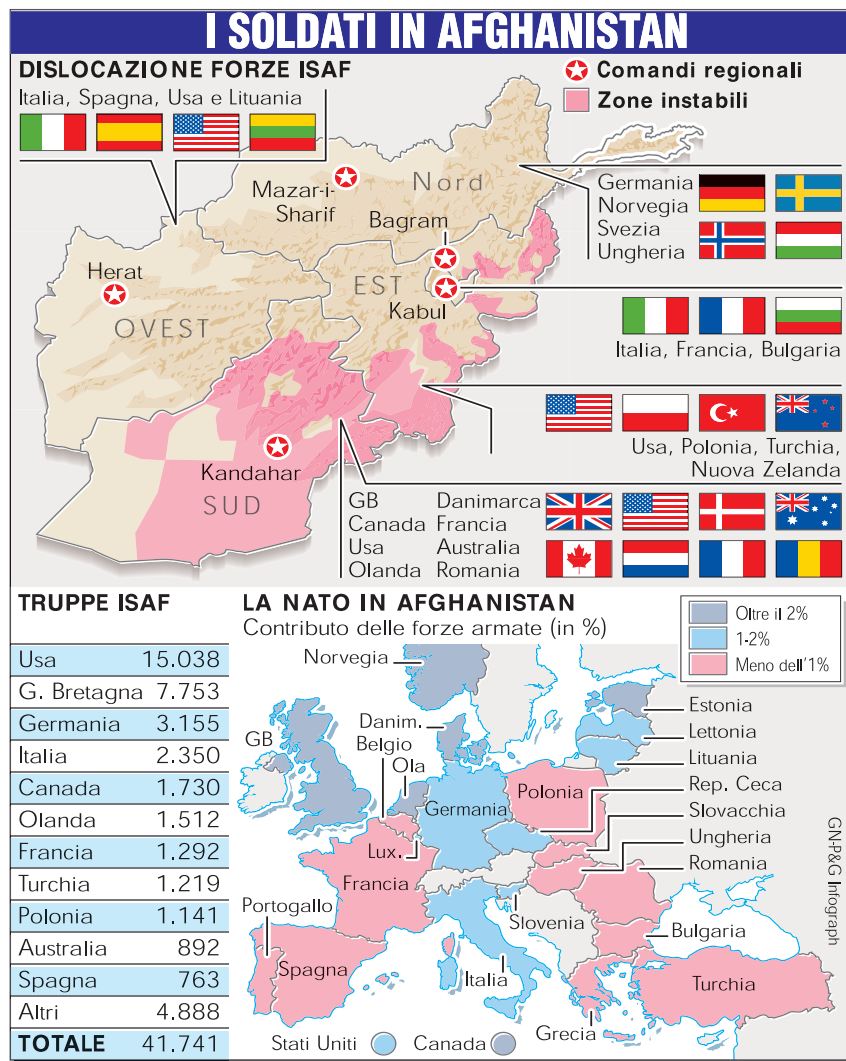 I SOLDATI IN AFGHANISTAN
DISLOCAZIONE FORZE ISAF
Italia, Spagna, Usa e Lituania
Comandi regionali
Zone instabili
Mazar-i-
Sharif
Nord
Bagram
Herat
OVEST
EST
Kabul
Kandahar
SUD
Germania
Norvegia
Svezia
Ungheria
Italia, Francia, Bulgaria
Usa, Polonia, Turchia,
Nuova Zelanda
GB Danimarca
Canada Francia
Usa Australia
Olanda Romania
TRUPPE ISAF
Usa 15.038
G. Bretagna 7.753
Germania 3.155
Italia 2.350
Canada 1.730
Olanda 1.512
Francia 1.292
Turchia 1.219
Polonia 1.141
Australia 892
Spagna 763
Altri 4.888
TOTALE 41.741
LA NATO IN AFGHANISTAN
Contributo delle forze armate (in %)
Oltre il 2%
1-2%
Meno dell'1%
Norvegia
GB
Danim.
Belgio
Ola
Germania
Polonia
Lux.
Francia
Portogallo
Spagna
Italia
Slovenia
Grecia
Turchia
Estonia
Lettonia
Lituania
Rep. Ceca
Slovacchia
Ungheria
Romania
Bulgaria
Stati Uniti
Canada
GN-P&G Infograph